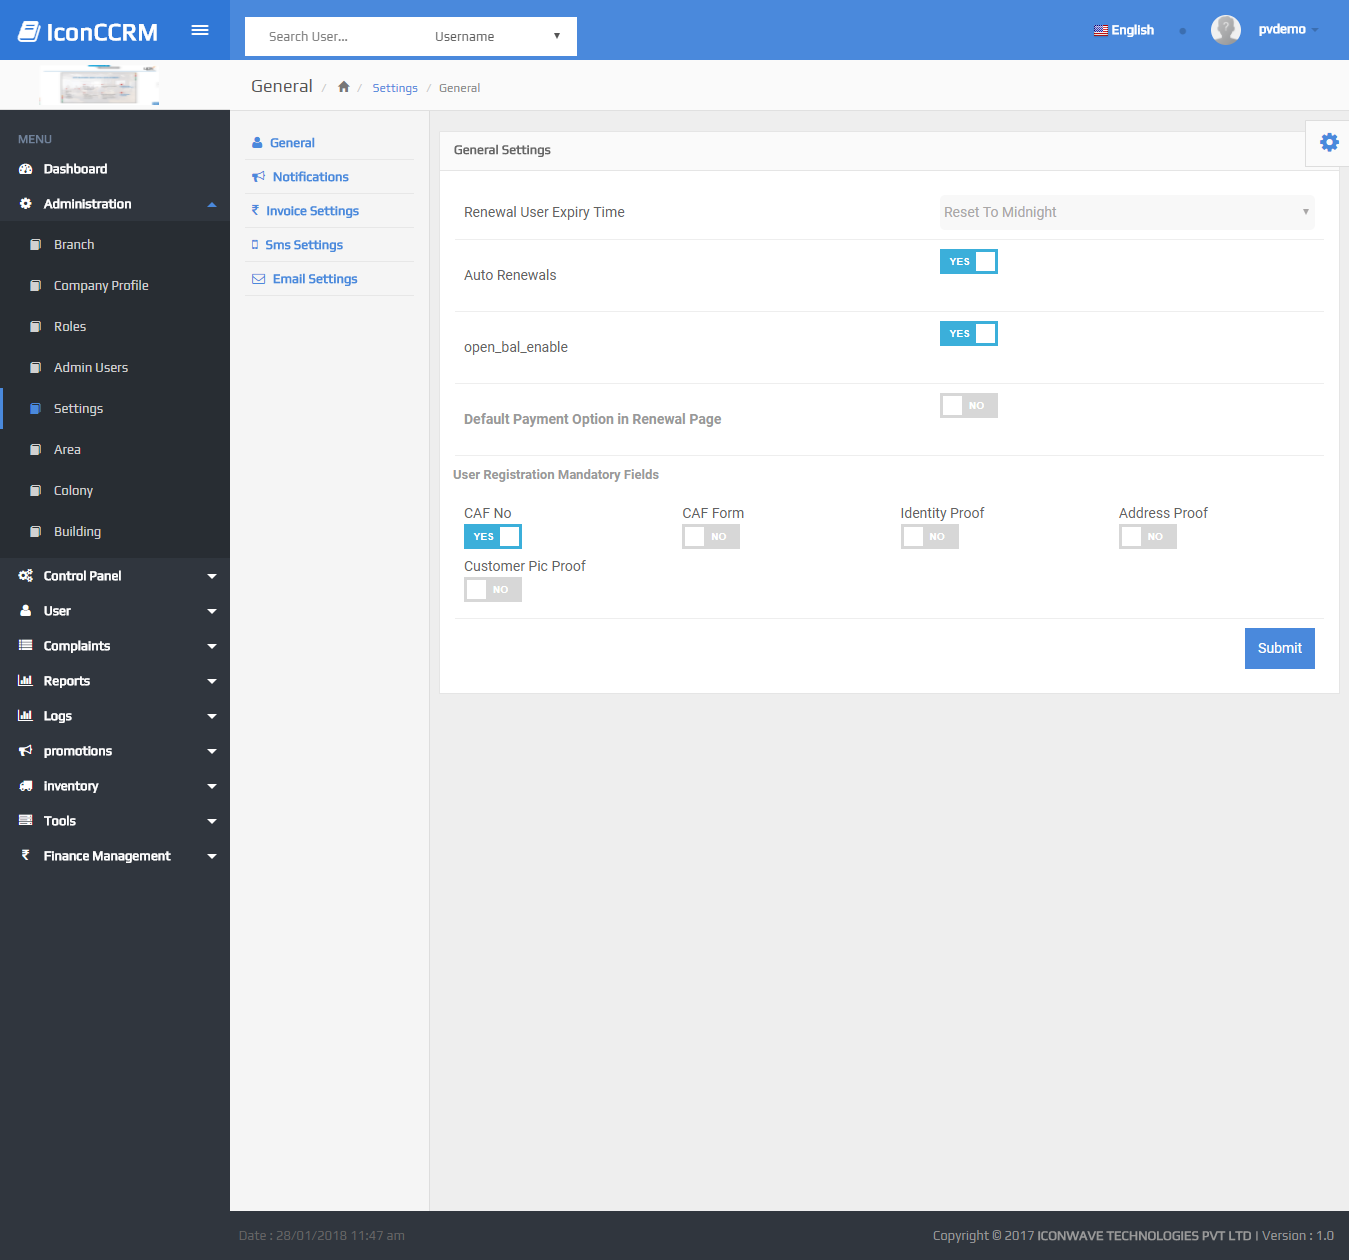 IconCCRM
Search User...
Username
English
pvdemo
General / / Settings / General
MENU
Dashboard
Administration
Branch
Company Profile
Roles
Admin Users
Settings
Area
Colony
Building
Control Panel
User
Complaints
Reports
Logs
promotions
Inventory
Tools
Finance Management
General
Notifications
Invoice Settings
Sms Settings
Email Settings
General Settings
Renewal User Expiry Time
Reset To Midnight
Auto Renewals
YES
open_bal_enable
YES
Default Payment Option in Renewal Page
NO
User Registration Mandatory Fields
CAF No
CAF Form
Identity Proof
Address Proof
YES
NO
NO
NO
Customer Pic Proof
NO
Submit
Date : 28/01/2018 11:47 am
Copyright © 2017 ICONWAVE TECHNOLOGIES PVT LTD | Version : 1.0